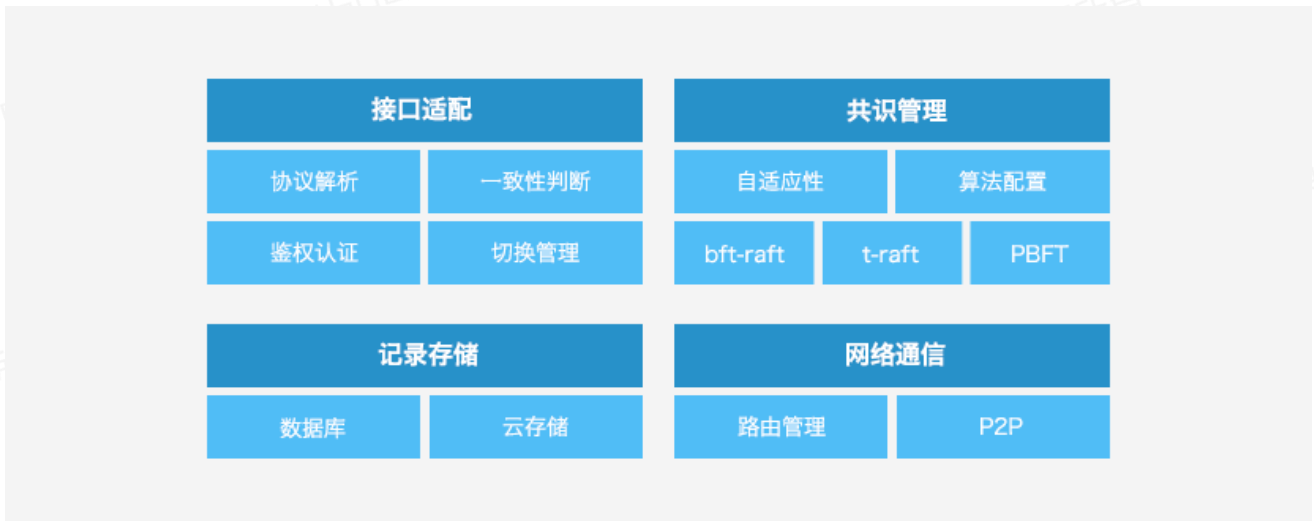 接口适配
协议解析 一致性判断
鉴权认证 切换管理
共识管理
自适应性 算法配置
bft-raft t-raft PBFT
记录存储
数据库 云存储
网络通信
路由管理 P2P